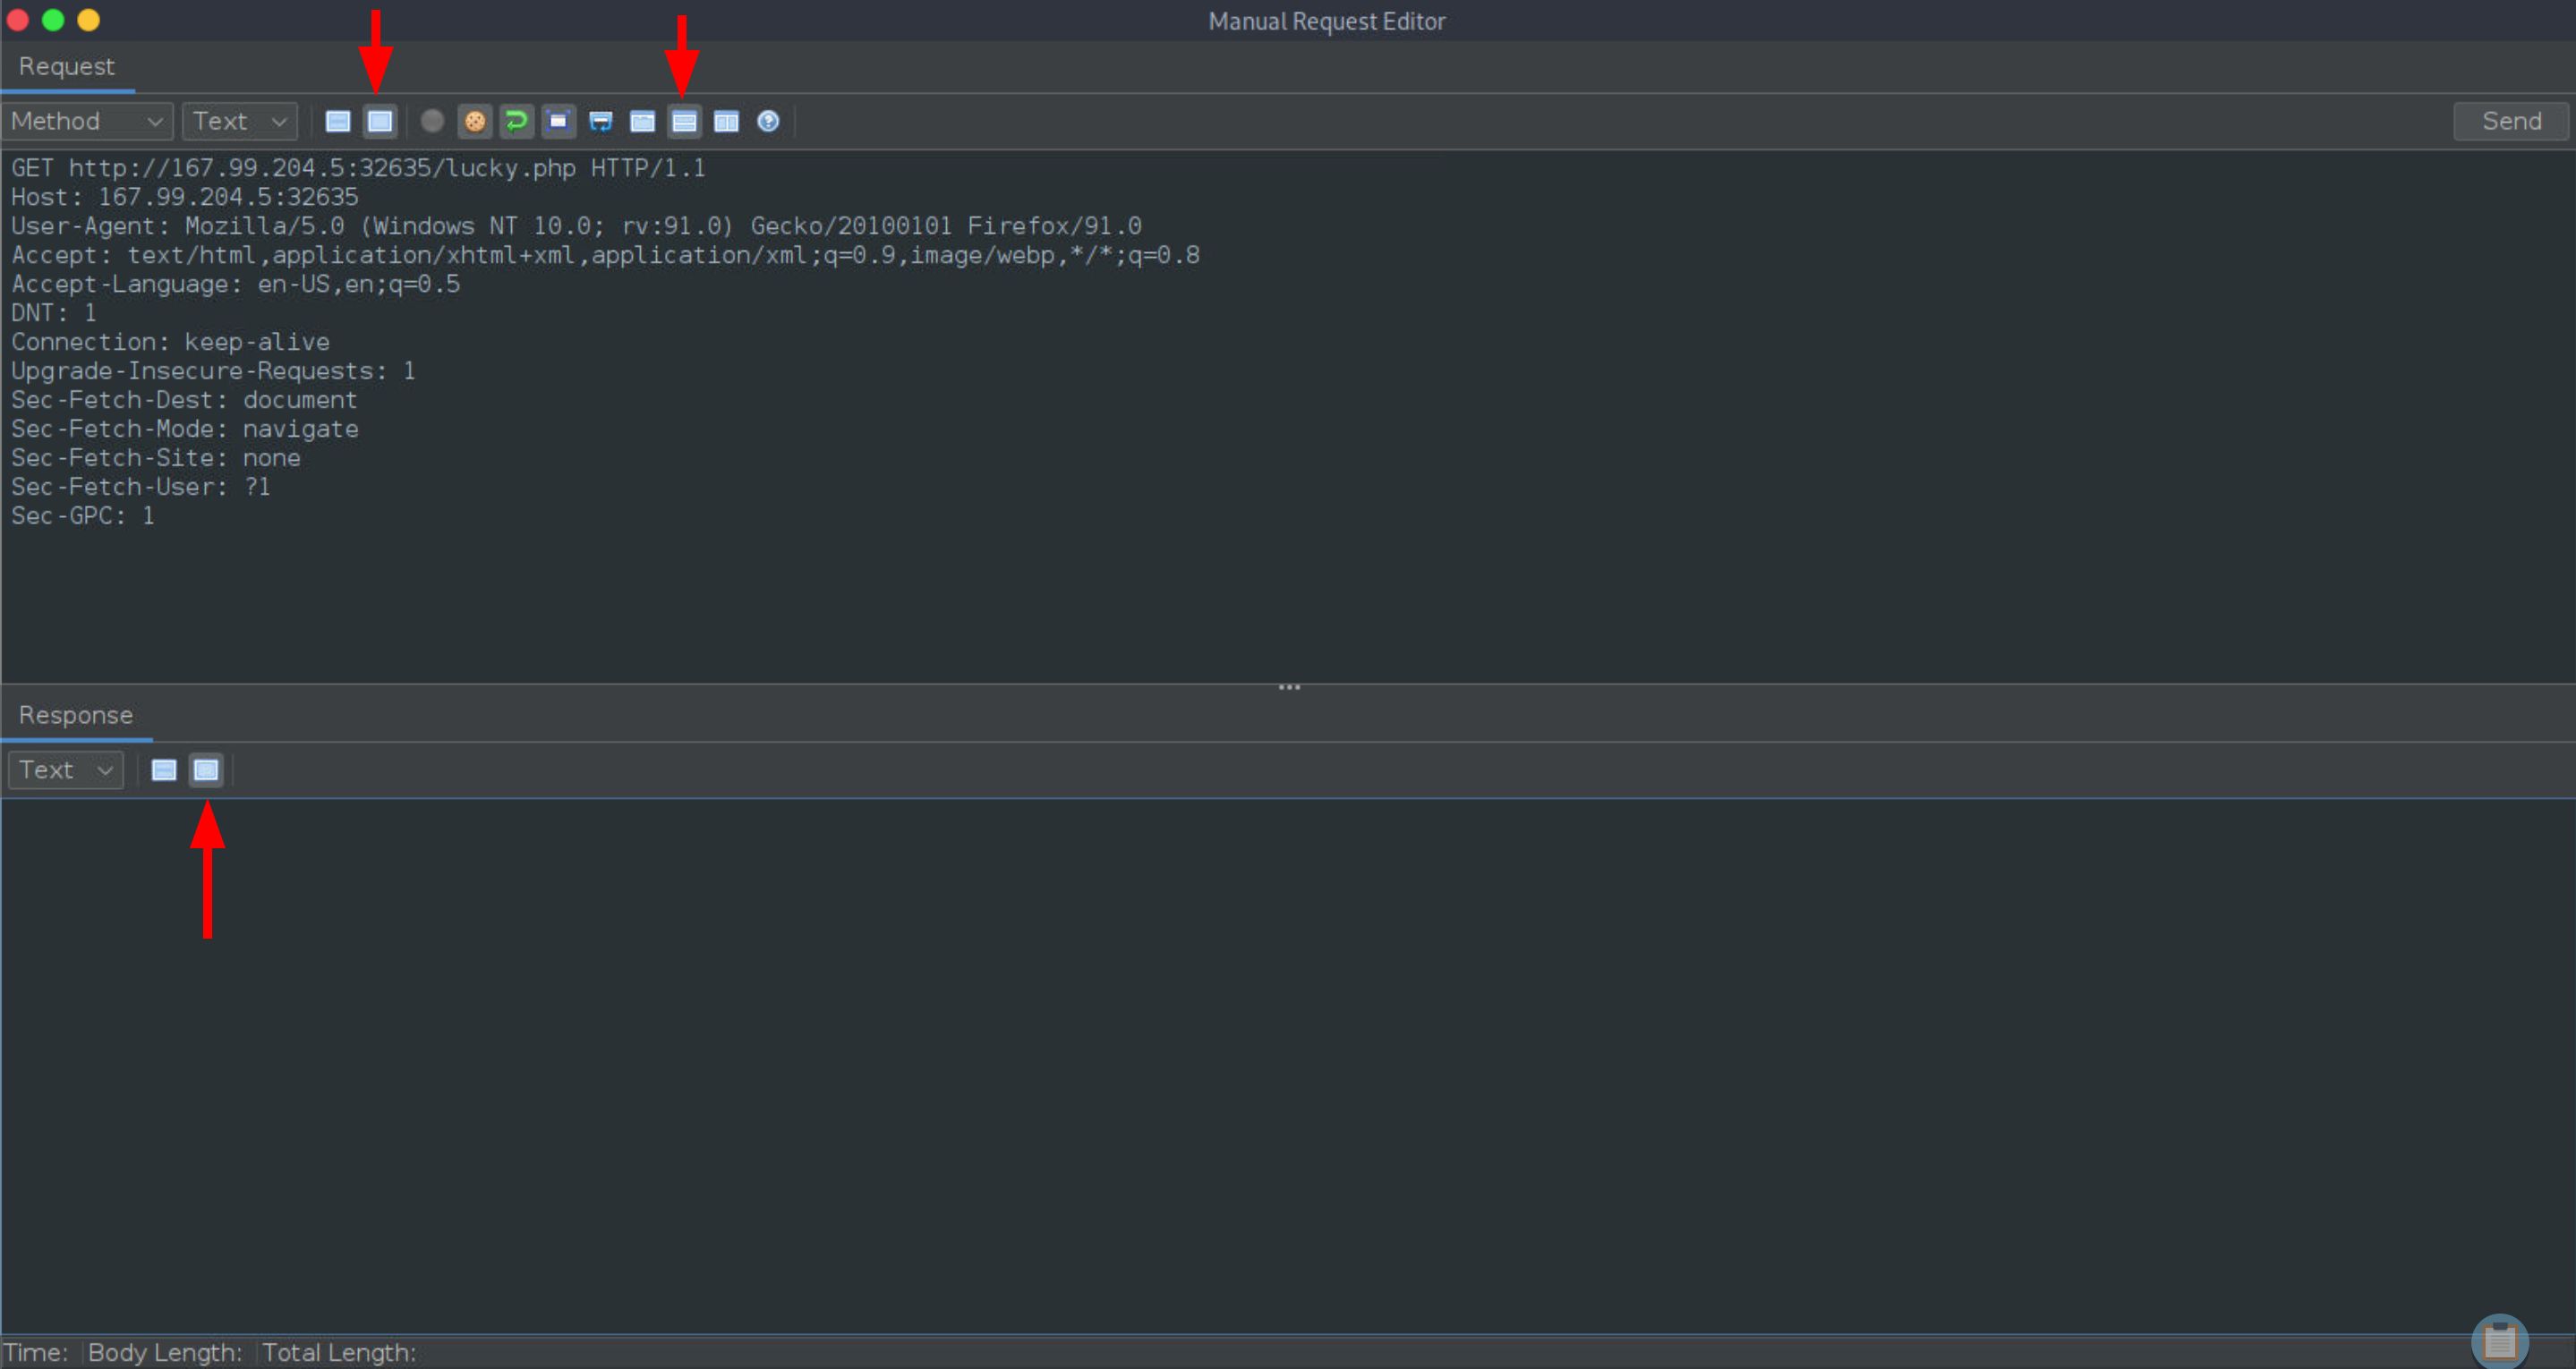 Manual Request Editor
Request
Method Text Send
GET http://167.99.204.5:32635/lucky.php HTTP/1.1
Host: 167.99.204.5:32635
User-Agent: Mozilla/5.0 (Windows NT 10.0; rv:91.0) Gecko/20100101 Firefox/91.0
Accept: text/html,application/xhtml+xml,application/xml;q=0.9,image/webp,*/*;q=0.8
Accept-Language: en-US,en;q=0.5
DNT: 1
Connection: keep-alive
Upgrade-Insecure-Requests: 1
Sec-Fetch-Dest: document
Sec-Fetch-Mode: navigate
Sec-Fetch-Site: none
Sec-Fetch-User: ?1
Sec-GPC: 1
Response
Text
Time: Body Length: Total Length: